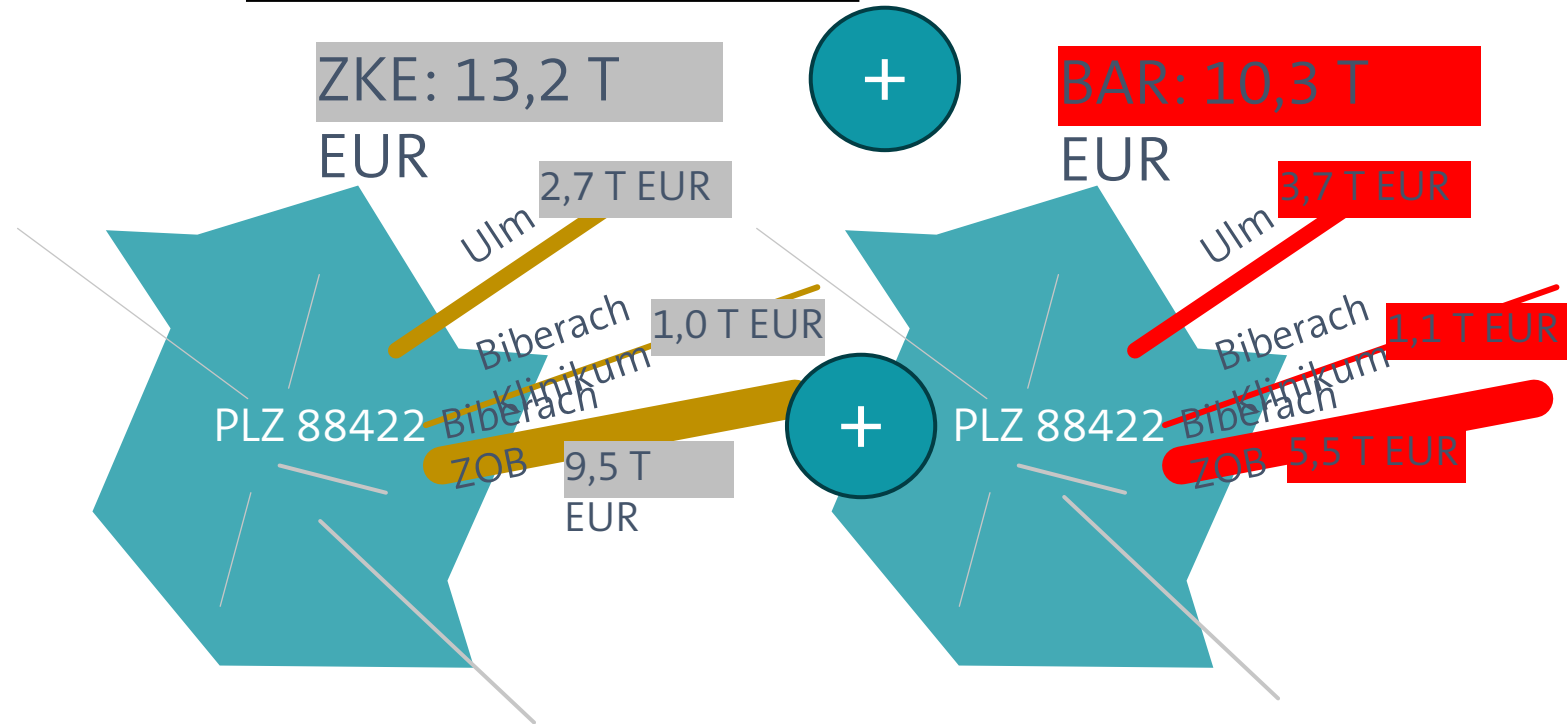 ZKE: 13,2 T
EUR
+
BAR: 10,3 T
EUR
2,7 T EUR
Ulm
3,7 T EUR
Ulm
Biberach
Klinikum
1,0 T EUR
Biberach
Klinikum
1,1 T EUR
PLZ 88422
Biberach
ZOB
9,5 T
EUR
+
PLZ 88422
Biberach
ZOB
5,5 T EUR